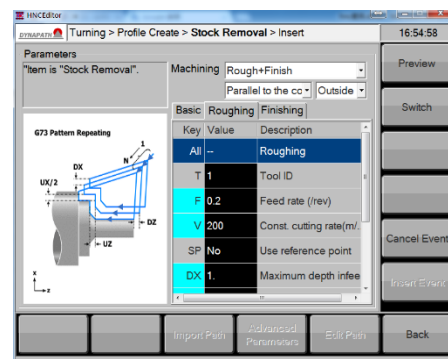 HNCEditor
DYNAPATH Turning > Profile Create > Stock Removal > Insert 16:54:58
Parameters
"Item is "Stock Removal".
Machining Rough+Finish
Parallel to the co Outside
Basic Roughing Finishing
Key Value Description
All -- Roughing
T 1 Tool ID
F 0.2 Feed rate (/rev)
V 200 Const. cutting rate(m/.
SP No Use reference point
DX 1. Maximum depth infee
G73 Pattern Repeating
1
N
DX
UX/2
DZ
UZ
x
z
Preview
Switch
Cancel Event
Insert Event
Import Path
Advanced
Parameters
Edit Path
Back